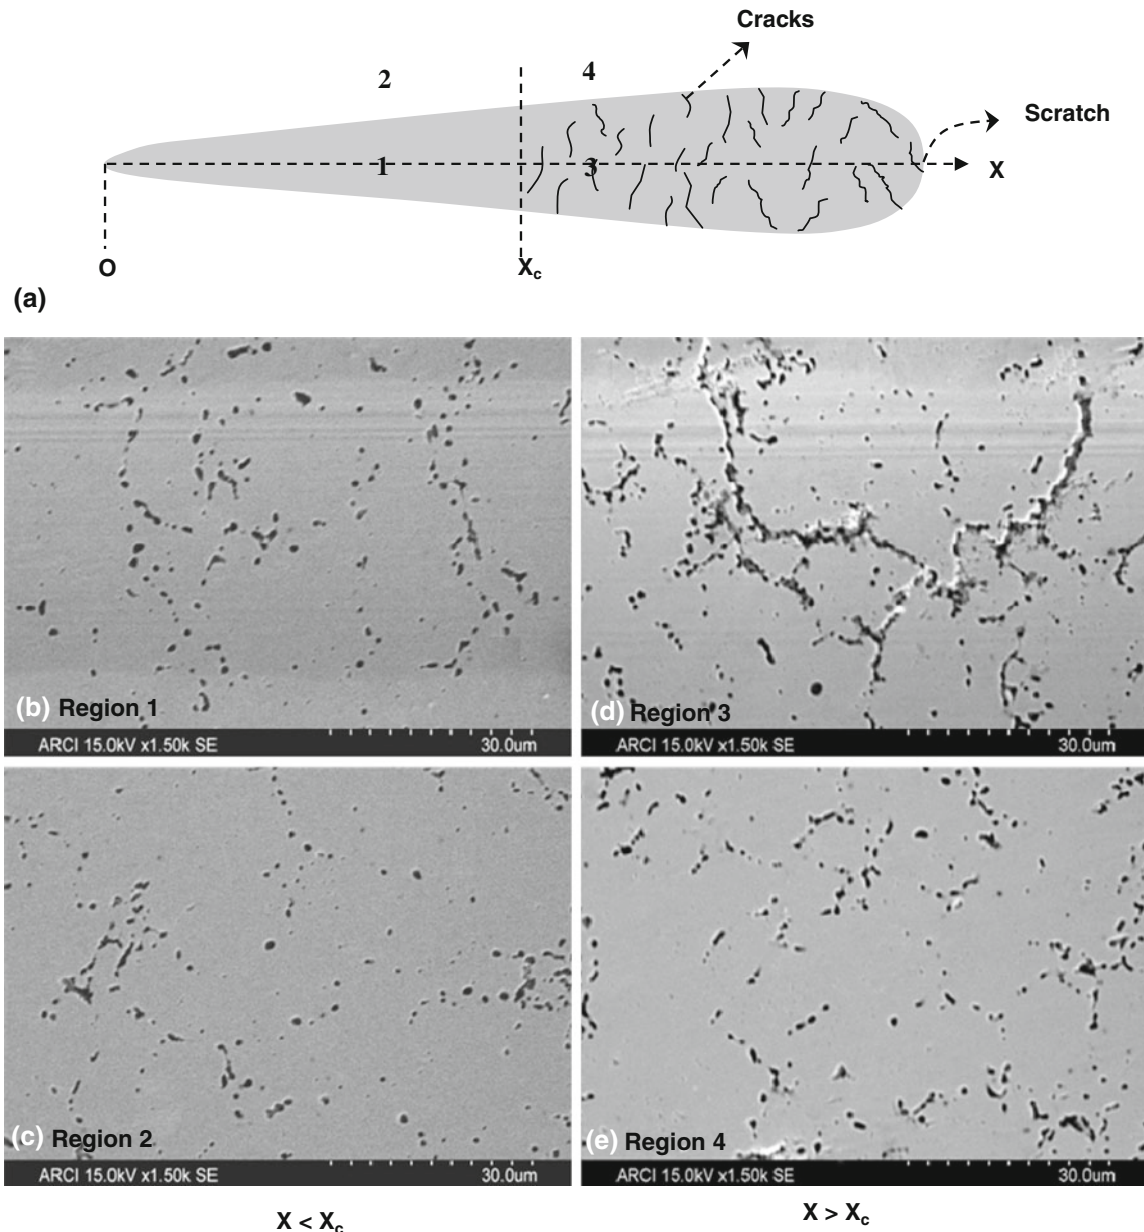 Cracks
2
4
Scratch
1
3
X
O
Xc
(a)
(b) Region 1
ARCI 15.0kV x1.50k SE 30.0um
(d) Region 3
ARCI 15.0kV x1.50k SE 30.0um
(c) Region 2
ARCI 15.0kV x1.50k SE 30.0um
(e) Region 4
ARCI 15.0kV x1.50k SE 30.0um
X < Xc
X > Xc